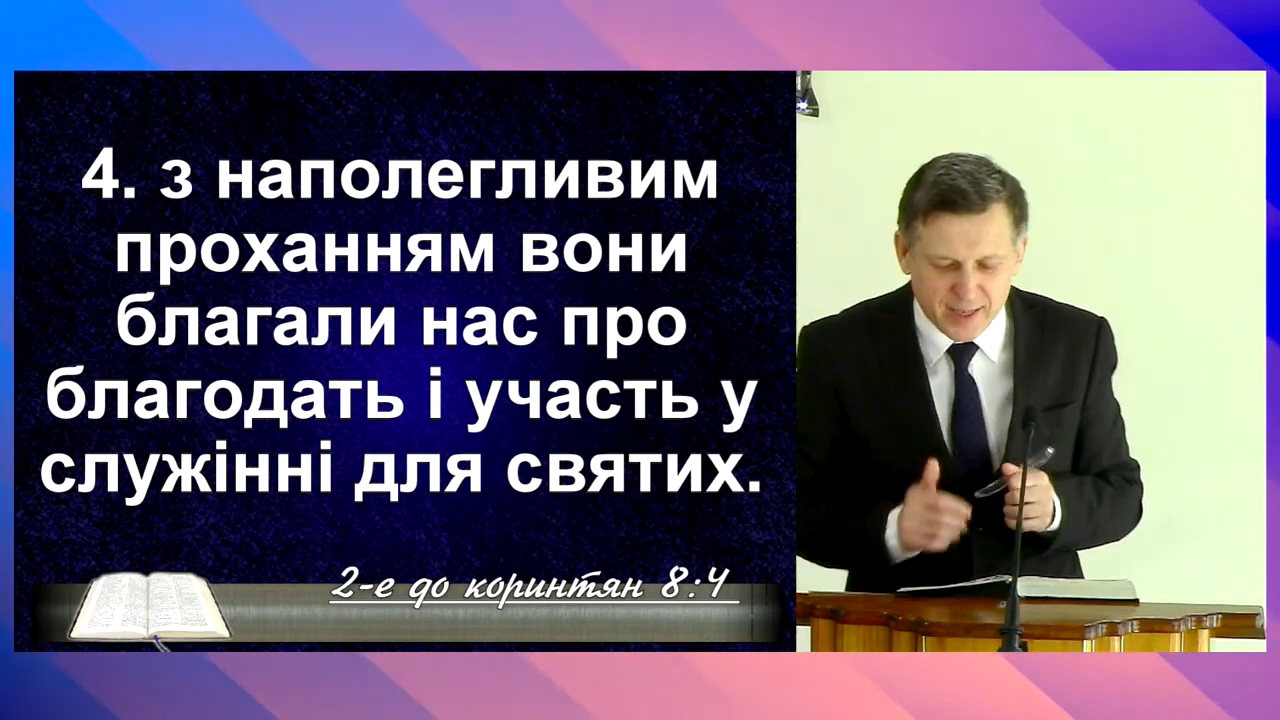 4. з наполегливим
проханням вони
благали нас про
благодать і участь у
служінні для святих.
2-е до коринтян 8:4